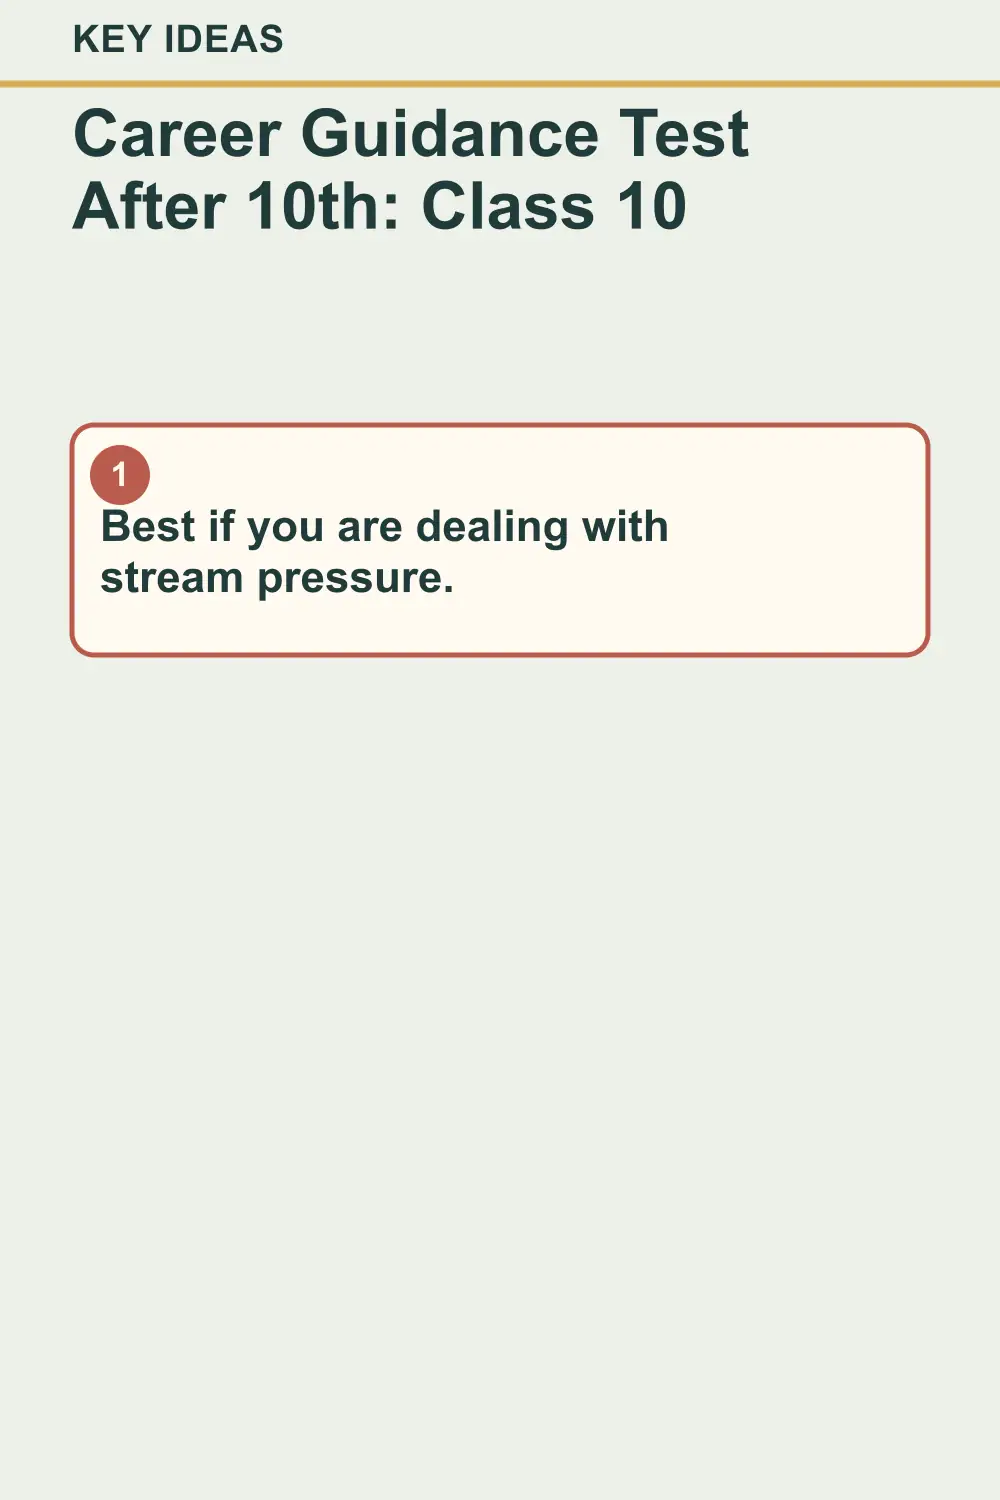 KEY IDEAS
Career Guidance Test
After 10th: Class 10
1
Best if you are dealing with
stream pressure.